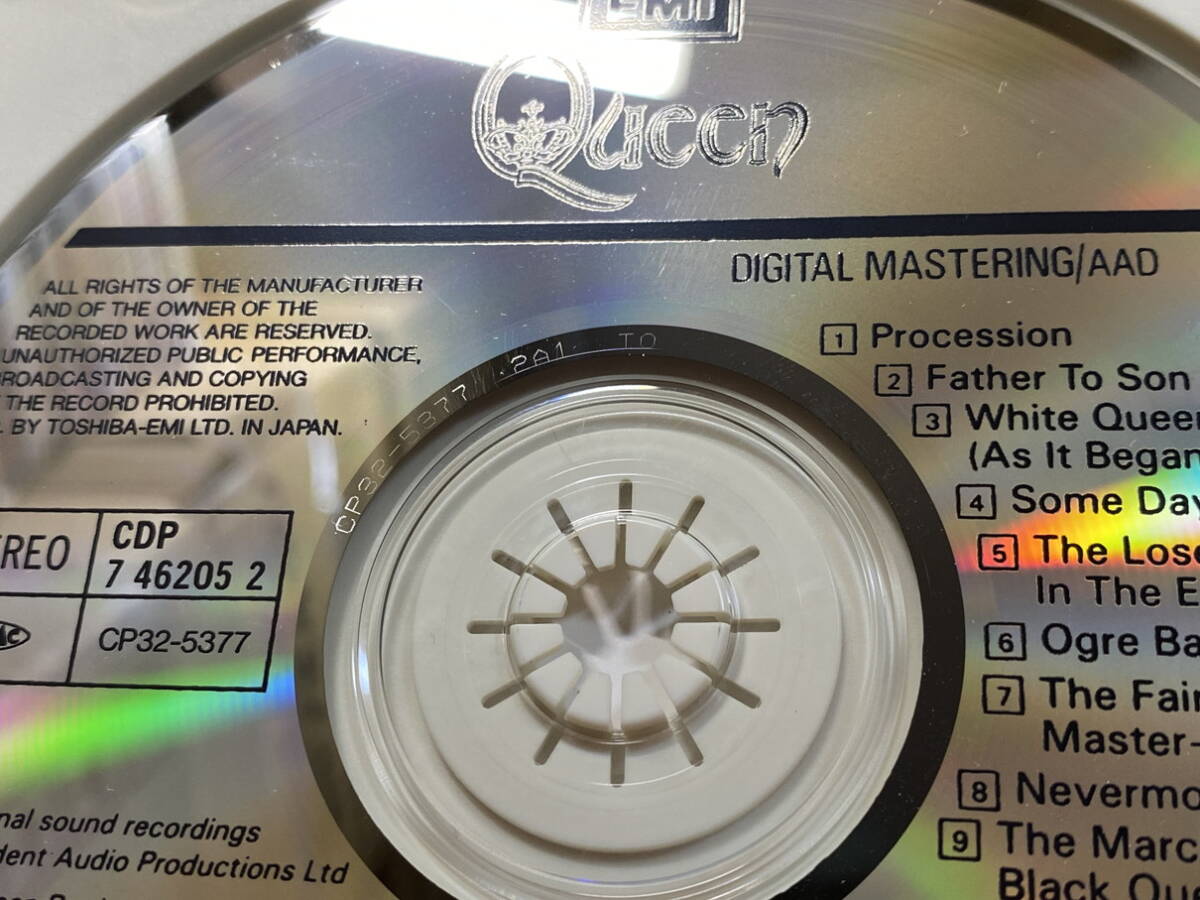 EMI
Queen
DIGITAL MASTERING/AAD
ALL RIGHTS OF THE MANUFACTURER
AND OF THE OWNER OF THE
RECORDED WORK ARE RESERVED.
UNAUTHORIZED PUBLIC PERFORMANCE,
ROADCASTING AND COPYING
THE RECORD PROHIBITED.
. BY TOSHIBA-EMI LTD. IN JAPAN.
CP32-5377 2A1 TO
EREO
CDP
7 46205 2
CP32-5377
1 Procession
2 Father To Son
3 White Queen
(As It Began
4 Some Day
5 The Lose
In The E
6 Ogre Ba
7 The Fair
Master-
8 Nevermo
9 The Marc
Black Qu
nal sound recordings
dent Audio Productions Ltd